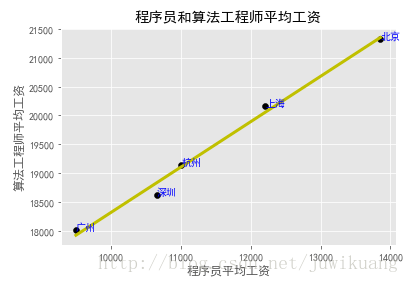 程序员和算法工程师平均工资
21500
21000
20500
20000
19500
19000
18500
18000
算法工程师平均工资
北京
上海
杭州
深圳
广州
10000 11000 12000 13000 14000
程序员平均工资
http://blog.csdn.net/juwikuang